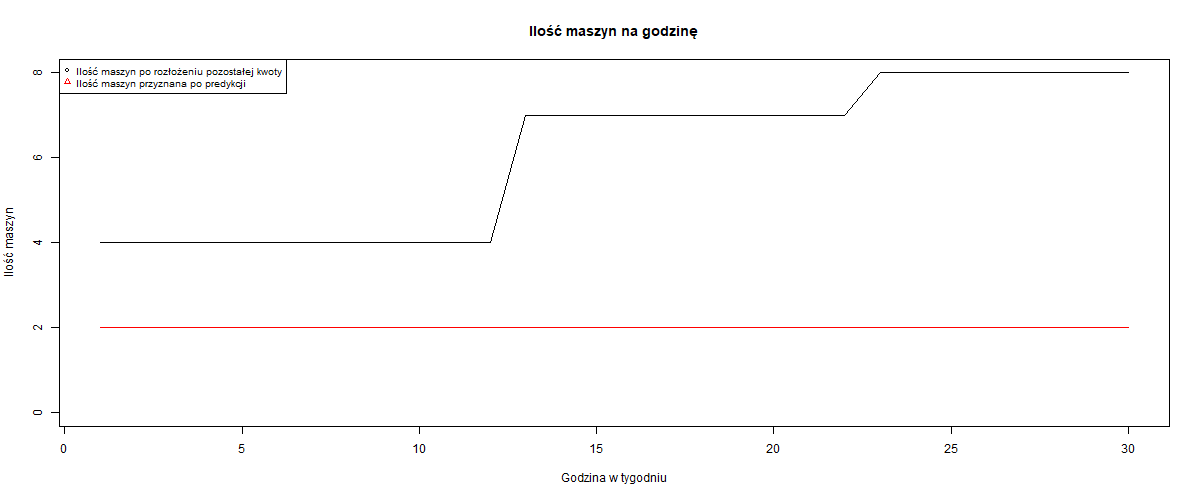 Ilość maszyn na godzinę
Ilość maszyn po rozłożeniu pozostałej kwoty
Ilość maszyn przyznana po predykcji
Ilość maszyn
8
6
4
2
0
0 5 10 15 20 25 30
Godzina w tygodniu